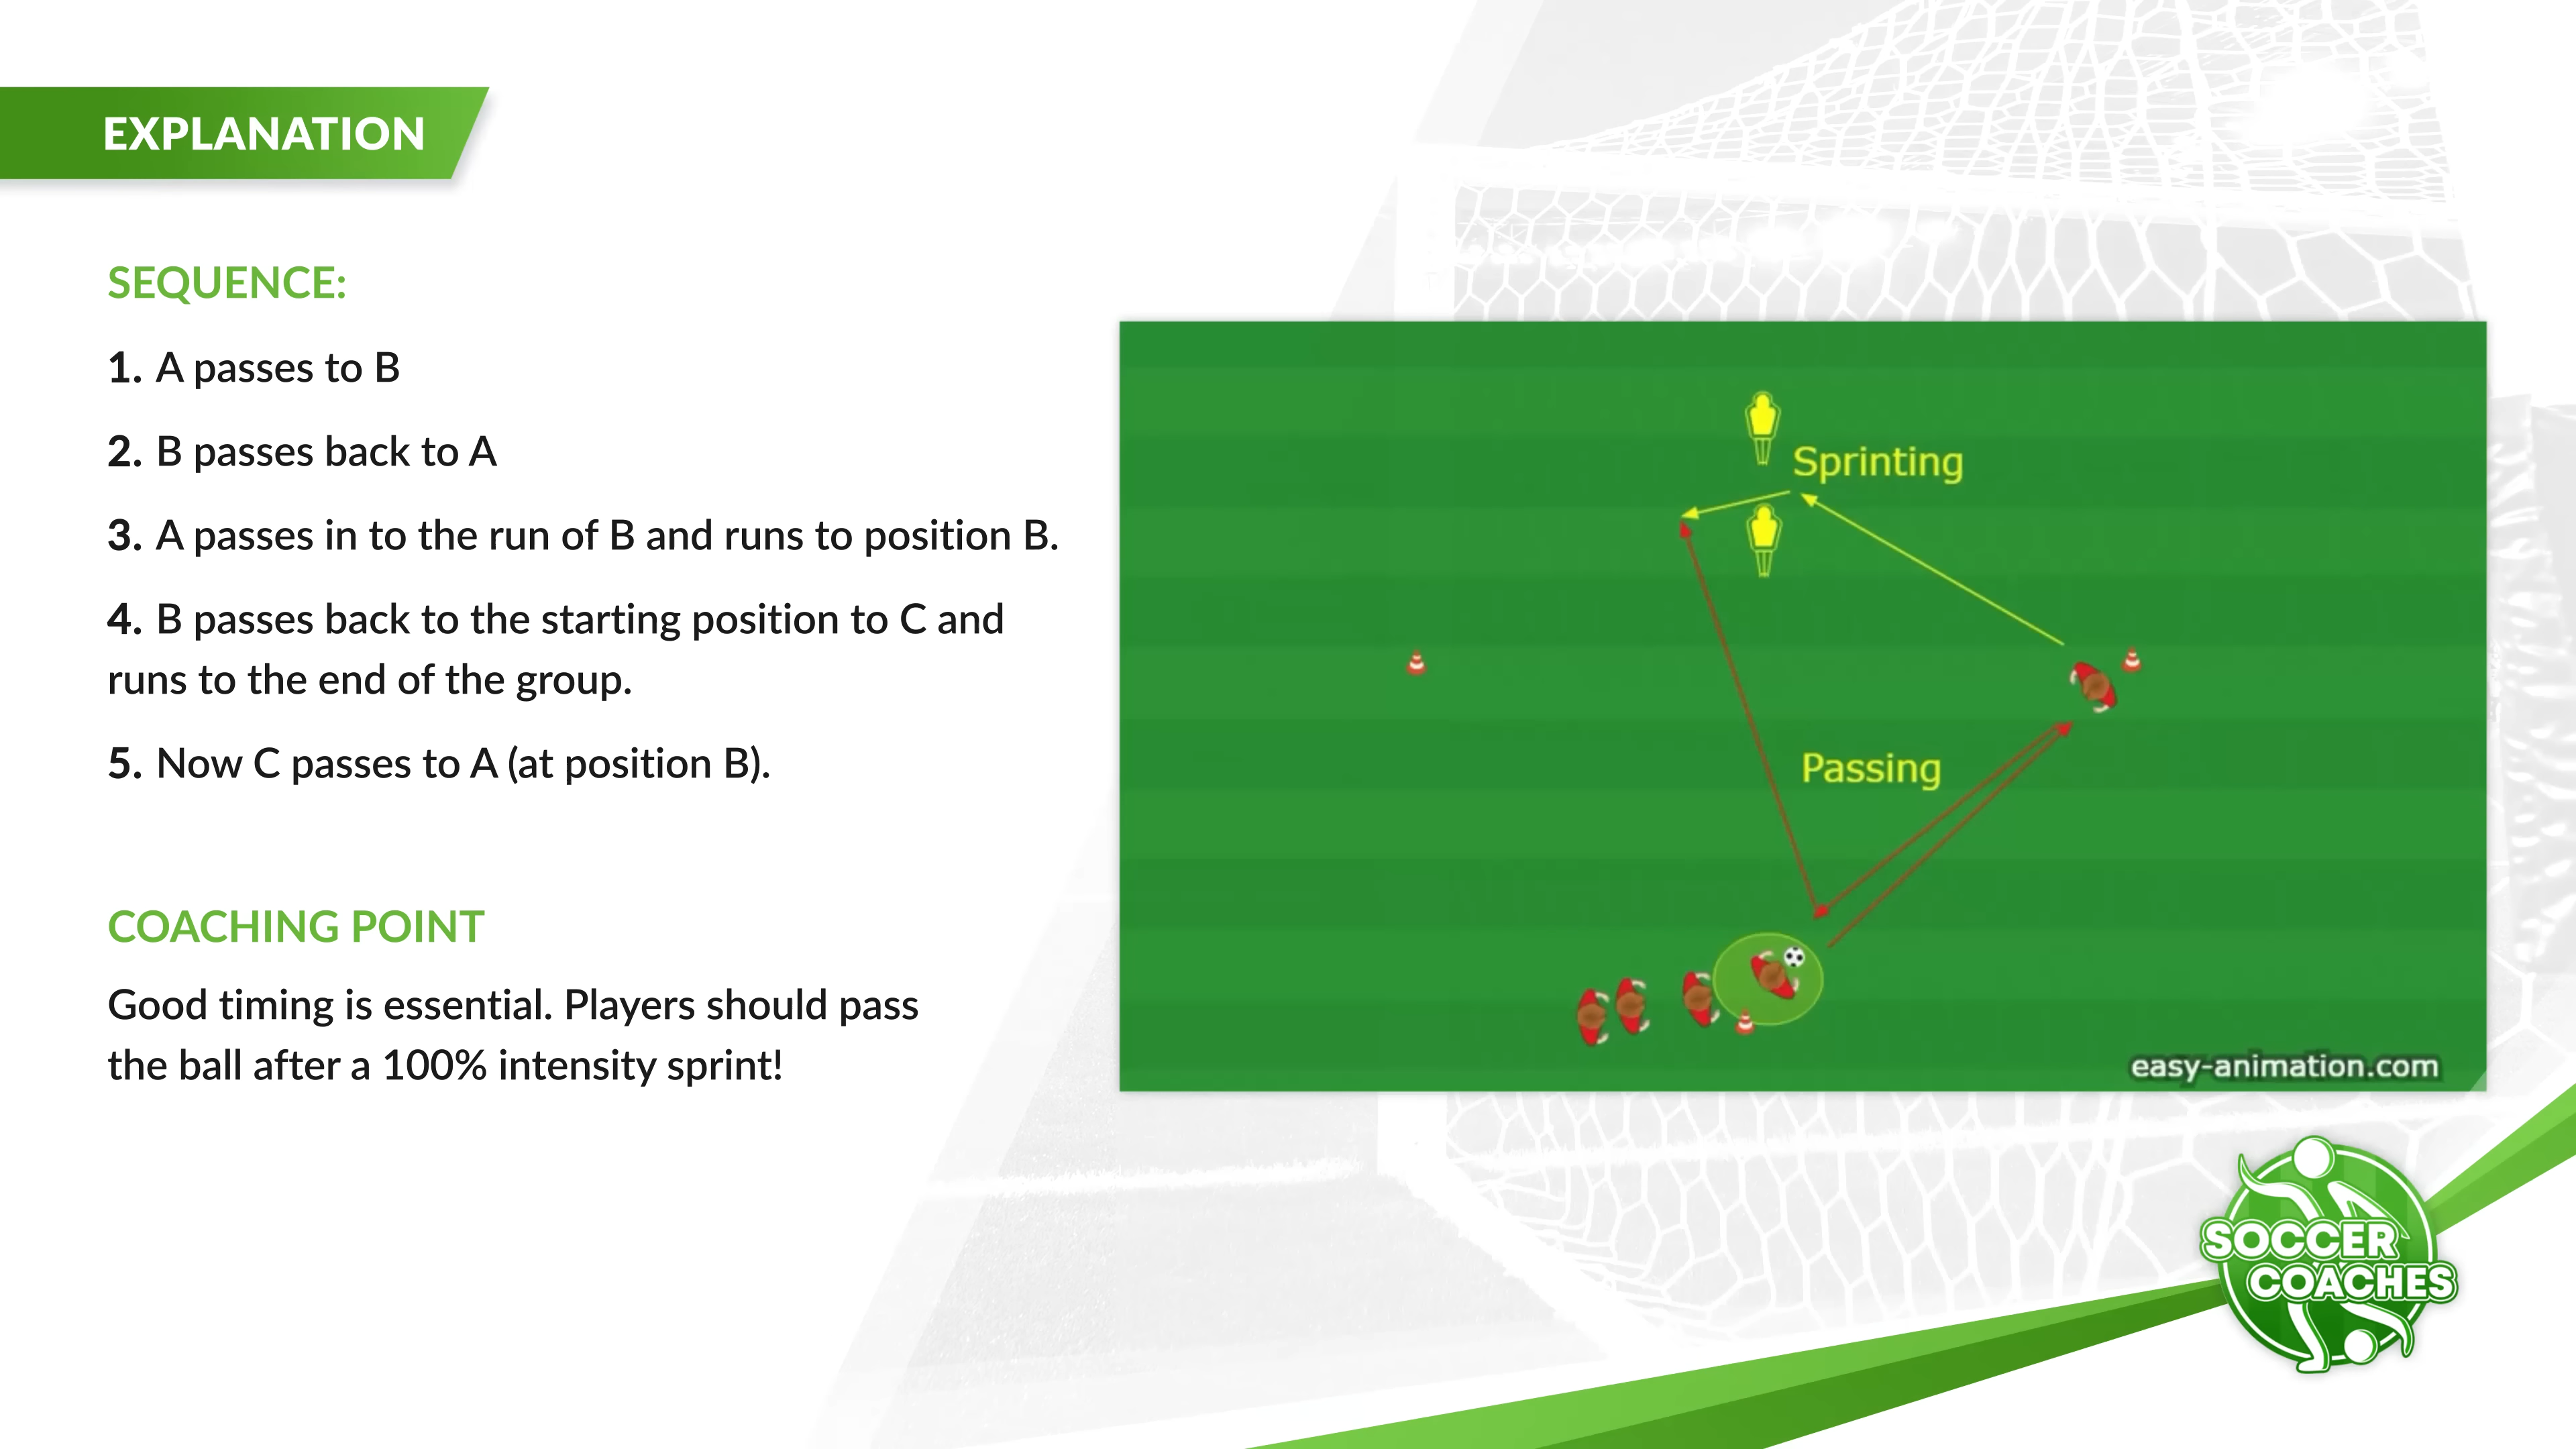 EXPLANATION
SEQUENCE:
1. A passes to B
2. B passes back to A
3. A passes in to the run of B and runs to position B.
4. B passes back to the starting position to C and
runs to the end of the group.
5. Now C passes to A (at position B).
COACHING POINT
Good timing is essential. Players should pass
the ball after a 100% intensity sprint!
Sprinting
Passing
easy-animation.com
SOCCER
COACHES